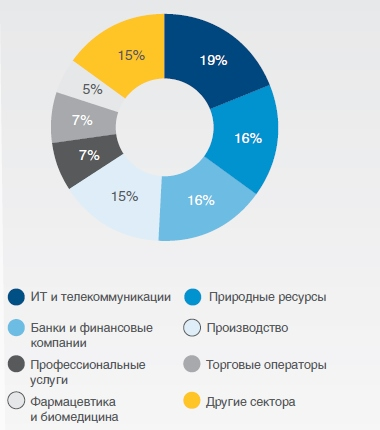 19%
16%
16%
15%
7%
7%
5%
15%
ИТ и телекоммуникации
Природные ресурсы
Банки и финансовые
компании
Производство
Профессиональные
услуги
Торговые операторы
Фармацевтика
и биомедицина
Другие сектора